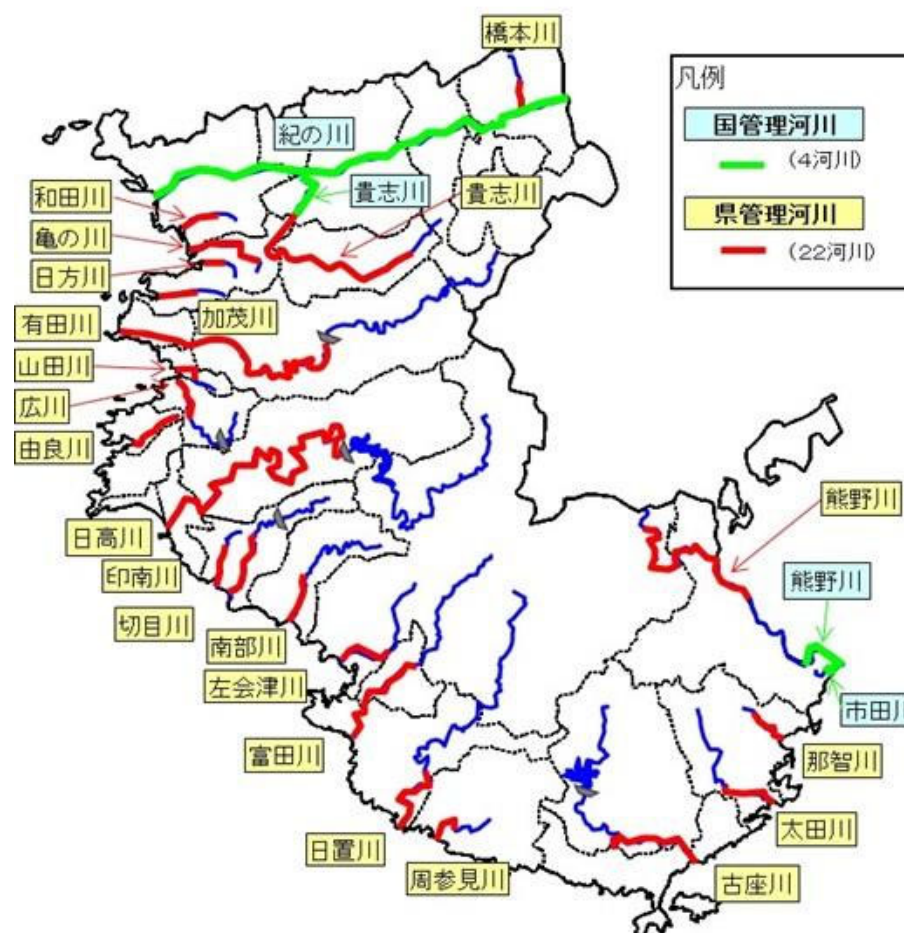 橋本川
凡例
国管理河川
(4河川)
県管理河川
(22河川)
紀の川
貴志川
貴志川
和田川
亀の川
日方川
加茂川
有田川
山田川
広川
由良川
日高川
印南川
切目川
南部川
左会津川
富田川
日置川
周参見川
熊野川
熊野川
市田川
那智川
太田川
古座川